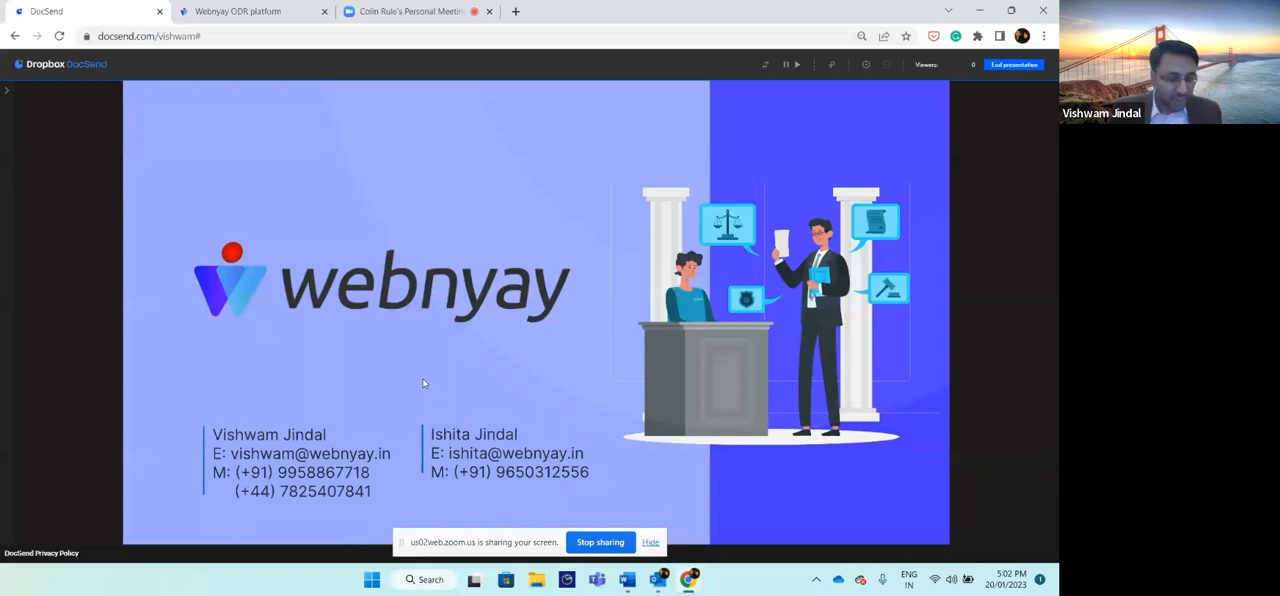 DocSend
Webnyay ODR platform
Colin Rule's Personal Meetin
docsend.com/vishwam#
Dropbox DocSend
Viewers: 0
End presentation
Vishwam Jindal
webnyay
Vishwam Jindal
E: vishwam@webnyay.in
M: (+91) 9958867718
(+44) 7825407841
Ishita Jindal
E: ishita@webnyay.in
M: (+91) 9650312556
us02web.zoom.us is sharing your screen.
Stop sharing
Hide
DocSend Privacy Policy
Search
ENG
IN
5:02 PM
20/01/2023
1